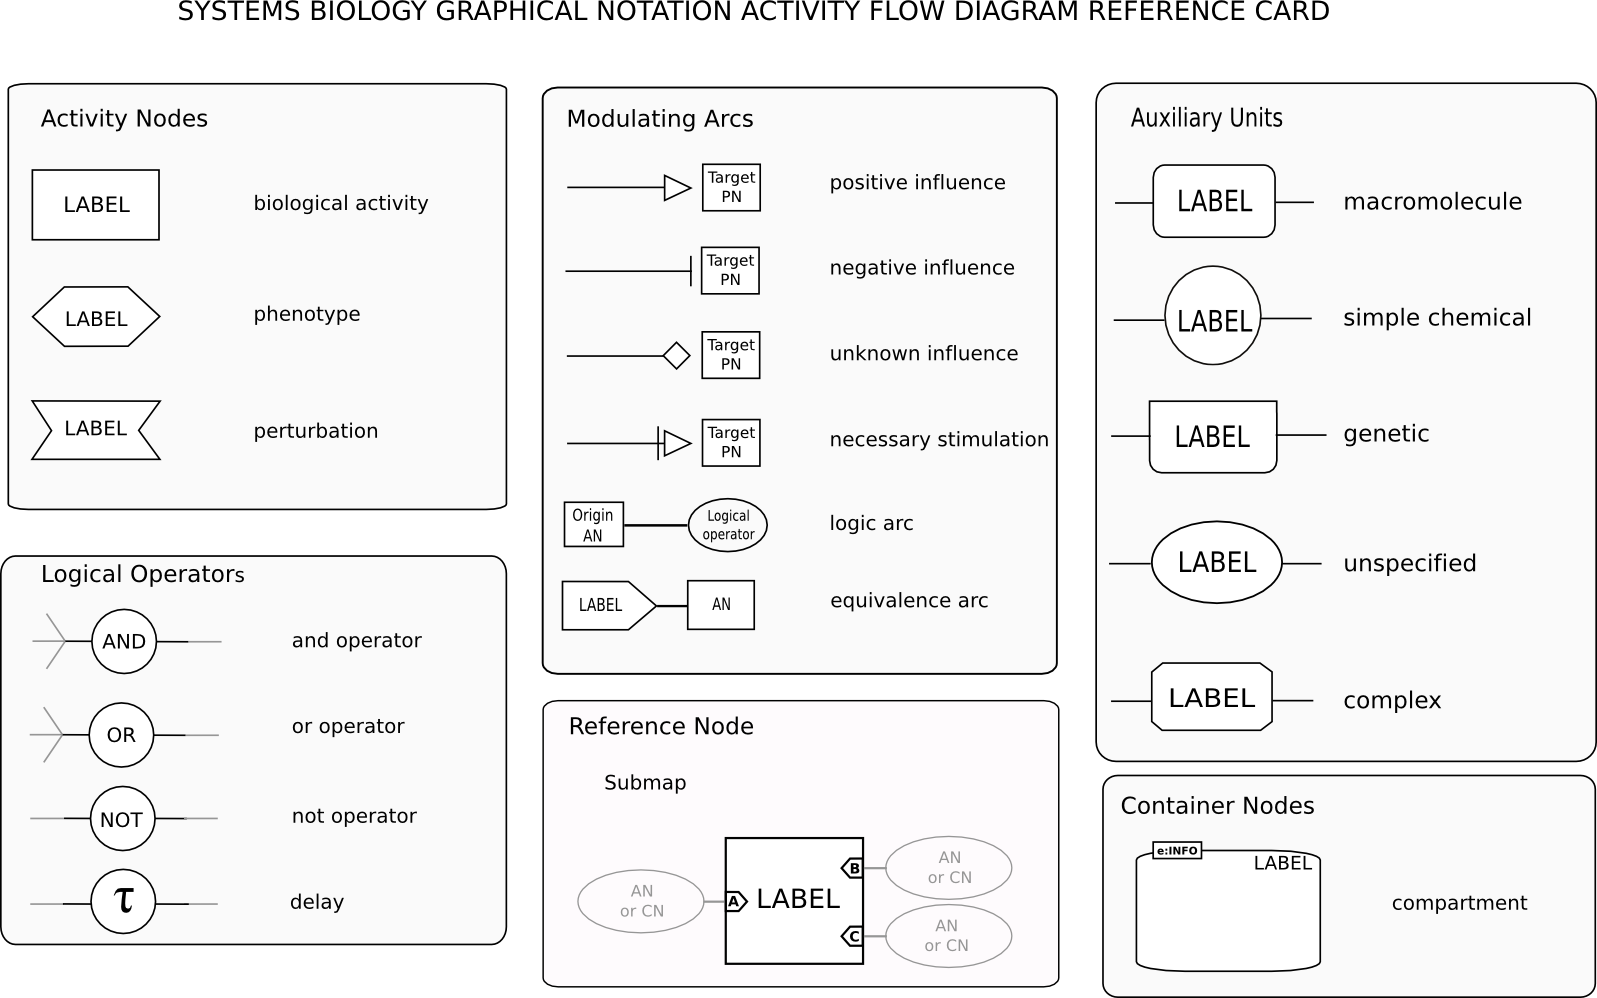 SYSTEMS BIOLOGY GRAPHICAL NOTATION ACTIVITY FLOW DIAGRAM REFERENCE CARD
Activity Nodes
LABEL
biological activity
LABEL
phenotype
LABEL
perturbation
Logical Operators
AND
and operator
OR
or operator
NOT
not operator
τ
delay
Modulating Arcs
Target
PN
positive influence
Target
PN
negative influence
Target
PN
unknown influence
Target
PN
necessary stimulation
Origin
AN
Logical
operator
logic arc
LABEL
AN
equivalence arc
Reference Node
Submap
AN
or CN
A
LABEL
B
C
AN
or CN
AN
or CN
Auxiliary Units
LABEL
macromolecule
LABEL
simple chemical
LABEL
genetic
LABEL
unspecified
LABEL
complex
Container Nodes
e:INFO
LABEL
compartment